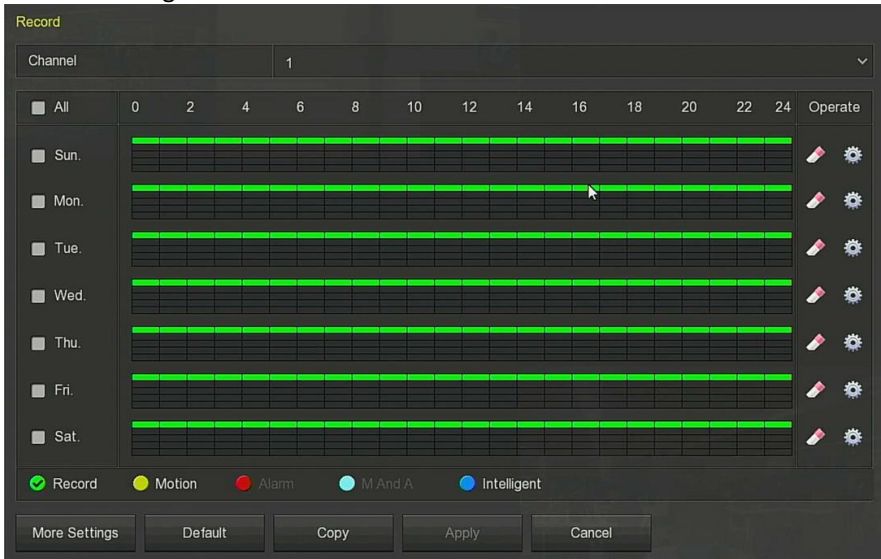 Record
Channel 1
All 0 2 4 6 8 10 12 14 16 18 20 22 24 Operate
Sun.
Mon.
Tue.
Wed.
Thu.
Fri.
Sat.
Record Motion Alarm M And A Intelligent
More Settings Default Copy Apply Cancel